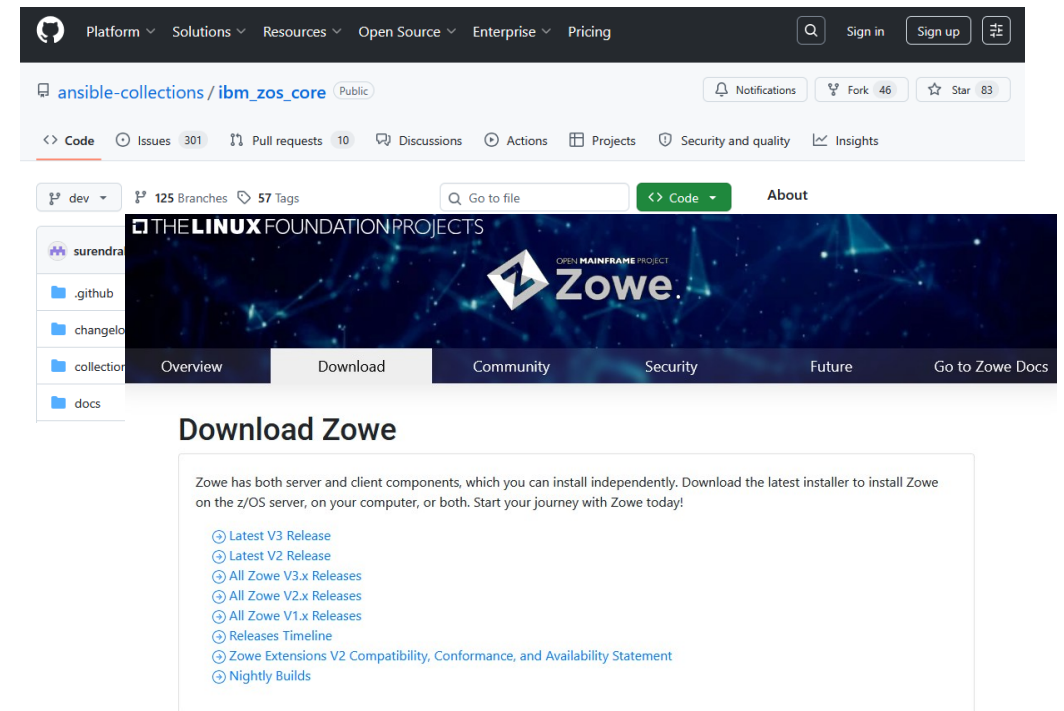 Platform Solutions Resources Open Source Enterprise Pricing Sign in Sign up
ansible-collections / ibm_zos_core Public Notifications Fork 46 Star 83
Code Issues 301 Pull requests 10 Discussions Actions Projects Security and quality Insights
dev 125 Branches 57 Tags Go to file Code About
surendra
.github
changelo
collection
docs
THE LINUX FOUNDATION PROJECTS
OPEN MAINFRAME PROJECT
Zowe.
Overview Download Community Security Future Go to Zowe Docs
Download Zowe
Zowe has both server and client components, which you can install independently. Download the latest installer to install Zowe
on the z/OS server, on your computer, or both. Start your journey with Zowe today!
Latest V3 Release
Latest V2 Release
All Zowe V3.x Releases
All Zowe V2.x Releases
All Zowe V1.x Releases
Releases Timeline
Zowe Extensions V2 Compatibility, Conformance, and Availability Statement
Nightly Builds